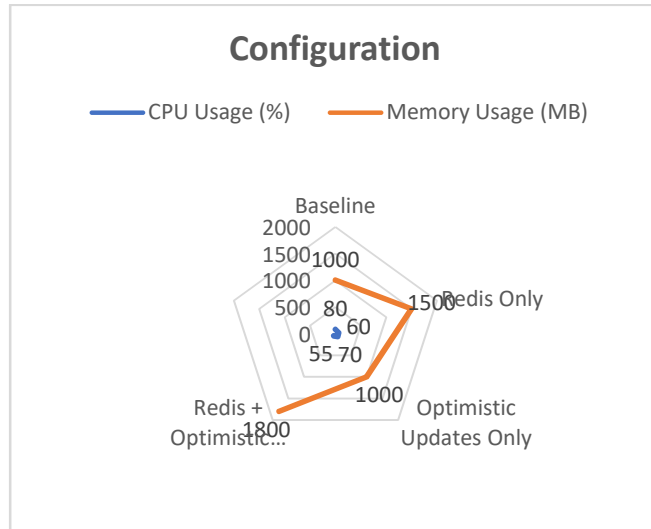 Configuration
CPU Usage (%)
Memory Usage (MB)
Baseline
2000
1500
1000
500
0
1000
80
1500
Redis Only
60
55
70
1000
Optimistic
Updates Only
Redis +
Optimistic...
1800